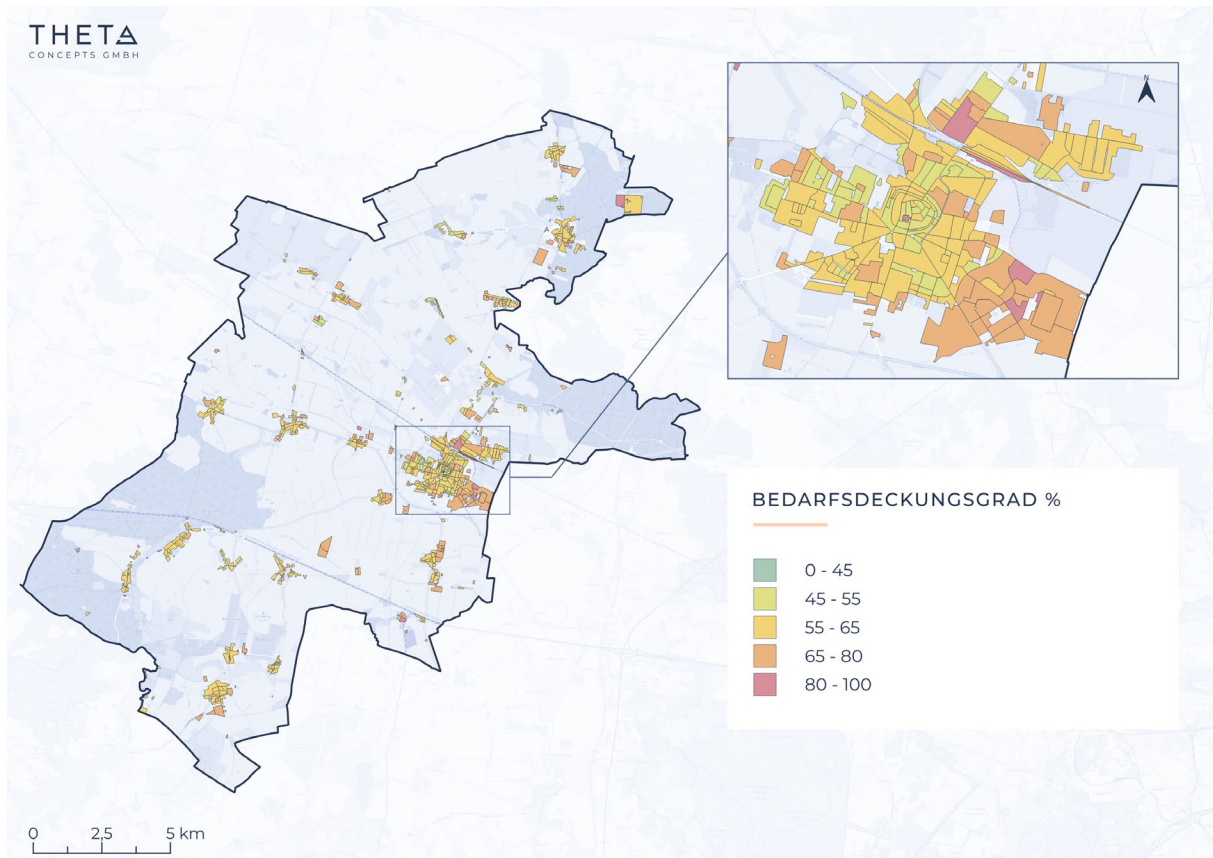 THETA
CONCEPTS GMBH
N
BEDARFSDECKUNGSGRAD %
0 - 45
45 - 55
55 - 65
65 - 80
80 - 100
0 2,5 5 km